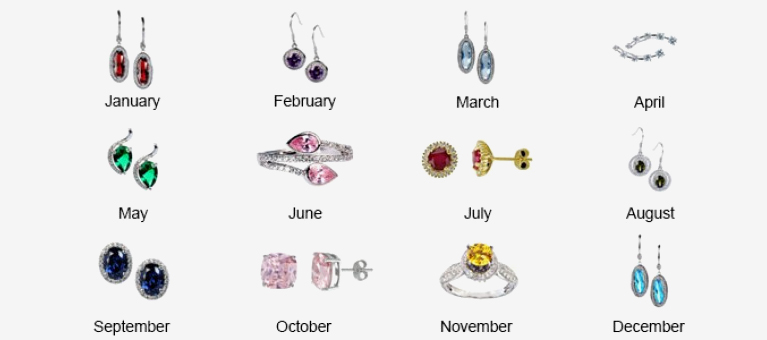 January
February
March
April
May
June
July
August
September
October
November
December